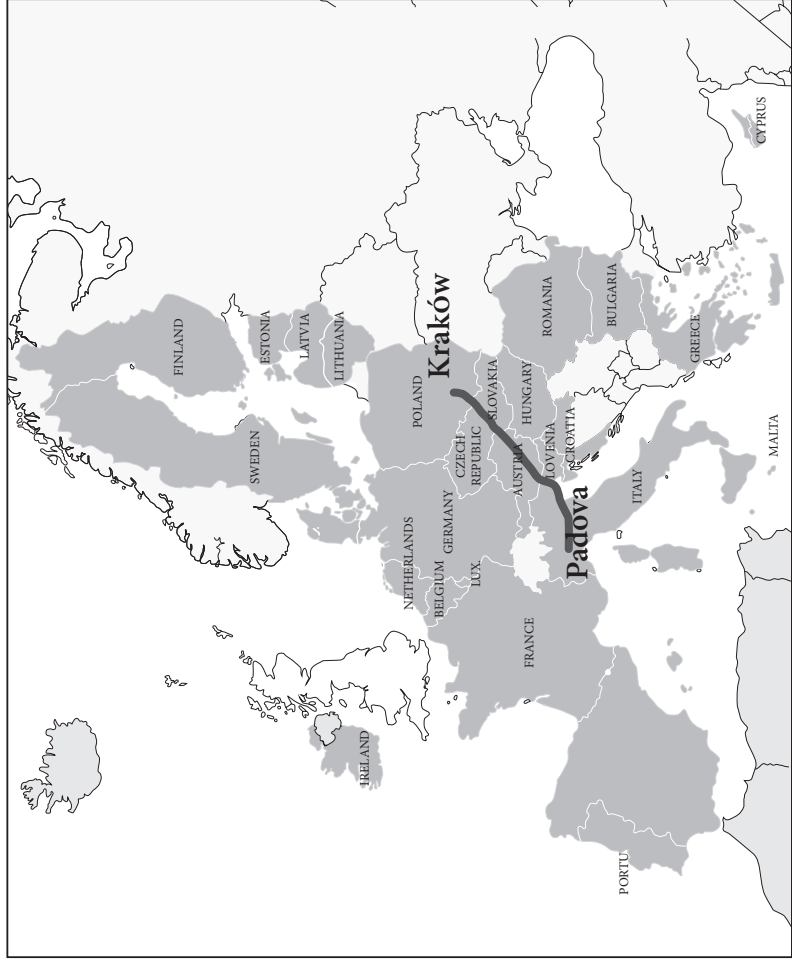 FINLAND
SWEDEN
ESTONIA
LATVIA
LITHUANIA
IRELAND
NETHERLANDS
POLAND
BELGIUM
Kraków
GERMANY
CZECH
REPUBLIC
LUX.
SLOVAKIA
AUSTRIA
HUNGARY
FRANCE
ROMANIA
LOVENIA
CROATIA
Padova
BULGARIA
PORTU
ITALY
GREECE
CYPRUS
MALTA